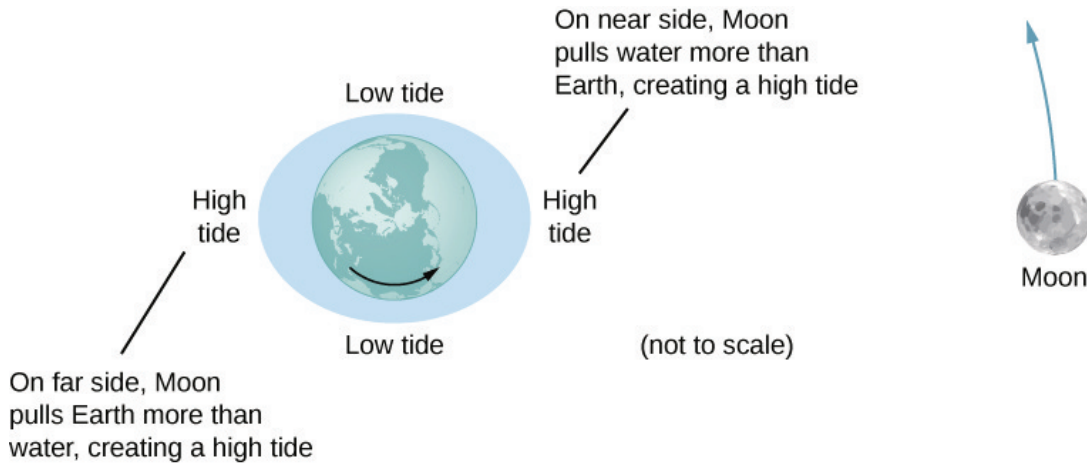 On near side, Moon
pulls water more than
Earth, creating a high tide
Low tide
High
tide
High
tide
Moon
Low tide
(not to scale)
On far side, Moon
pulls Earth more than
water, creating a high tide